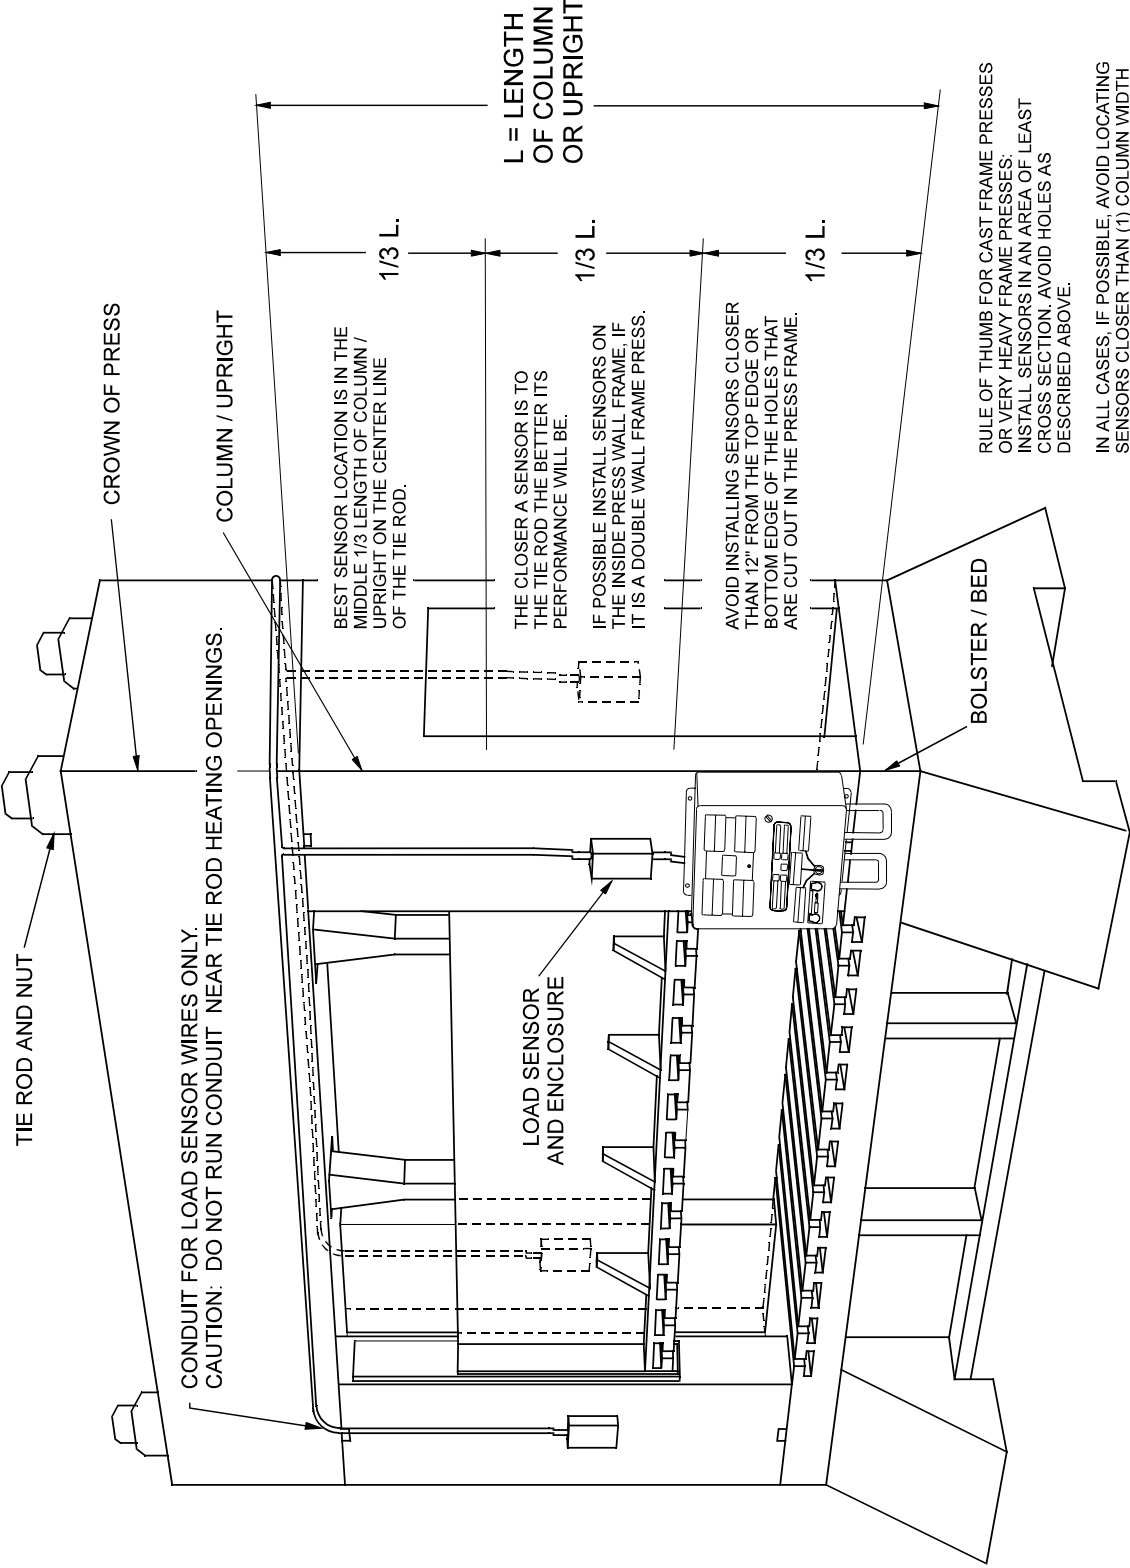 TIE ROD AND NUT
CONDUIT FOR LOAD SENSOR WIRES ONLY.
CAUTION:  DO NOT RUN CONDUIT  NEAR TIE ROD HEATING OPENINGS.
CROWN OF PRESS
COLUMN / UPRIGHT
BEST SENSOR LOCATION IS IN THE
MIDDLE 1/3 LENGTH OF COLUMN /
UPRIGHT ON THE CENTER LINE
OF THE TIE ROD.
THE CLOSER A SENSOR IS TO
THE TIE ROD THE BETTER ITS
PERFORMANCE WILL BE.
IF POSSIBLE INSTALL SENSORS ON
THE INSIDE PRESS WALL FRAME, IF
IT IS A DOUBLE WALL FRAME PRESS.
AVOID INSTALLING SENSORS CLOSER
THAN 12" FROM THE TOP EDGE OR
BOTTOM EDGE OF THE HOLES THAT
ARE CUT OUT IN THE PRESS FRAME.
1/3 L.
1/3 L.
1/3 L.
L = LENGTH
OF COLUMN
OR UPRIGHT
LOAD SENSOR
AND ENCLOSURE
BOLSTER / BED
RULE OF THUMB FOR CAST FRAME PRESSES
OR VERY HEAVY FRAME PRESSES:
INSTALL SENSORS IN AN AREA OF LEAST
CROSS SECTION. AVOID HOLES AS
DESCRIBED ABOVE.
IN ALL CASES, IF POSSIBLE, AVOID LOCATING
SENSORS CLOSER THAN (1) COLUMN WIDTH